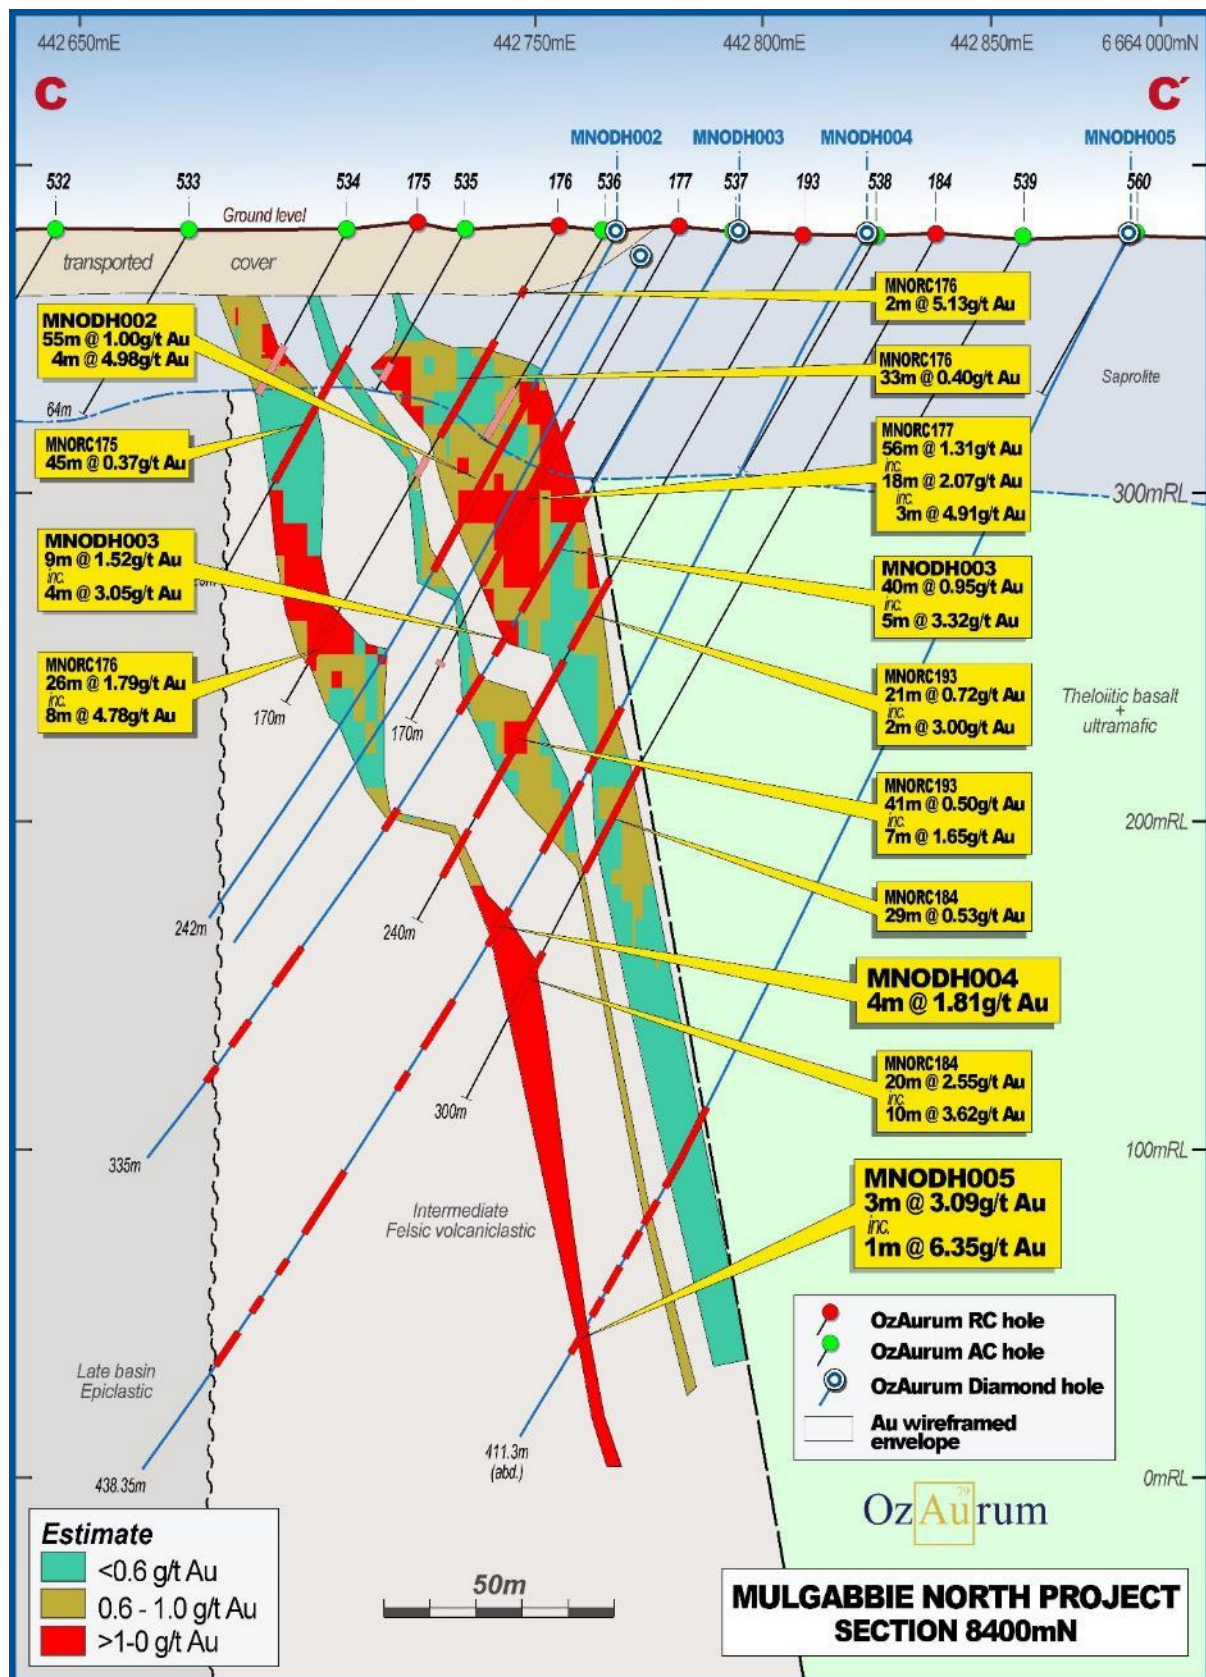 442 650mE
442 750mE
442 800mE
442 850mE
6 664 000mN
C
C´
MNODH002
MNODH003
MNODH004
MNODH005
532
533
534
175
535
176
536
177
537
193
538
184
539
560
Ground level
transported cover
MNORC176
2m @ 5.13g/t Au
MNODH002
55m @ 1.00g/t Au
4m @ 4.98g/t Au
MNORC176
33m @ 0.40g/t Au
Saprolite
64m
MNORC175
45m @ 0.37g/t Au
MNORC177
56m @ 1.31g/t Au
inc.
18m @ 2.07g/t Au
inc.
3m @ 4.91g/t Au
300mRL
MNODH003
9m @ 1.52g/t Au
inc.
4m @ 3.05g/t Au
MNODH003
40m @ 0.95g/t Au
inc.
5m @ 3.32g/t Au
MNORC176
26m @ 1.79g/t Au
inc.
8m @ 4.78g/t Au
MNORC193
21m @ 0.72g/t Au
inc.
2m @ 3.00g/t Au
Theloiitic basalt
+
ultramafic
170m
170m
MNORC193
41m @ 0.50g/t Au
inc.
7m @ 1.65g/t Au
200mRL
MNORC184
29m @ 0.53g/t Au
242m
240m
MNODH004
4m @ 1.81g/t Au
MNORC184
20m @ 2.55g/t Au
inc.
10m @ 3.62g/t Au
300m
335m
100mRL
MNODH005
3m @ 3.09g/t Au
inc.
1m @ 6.35g/t Au
Intermediate
Felsic volcaniclastic
OzAurum RC hole
OzAurum AC hole
OzAurum Diamond hole
Au wireframed
envelope
Late basin
Epiclastic
411.3m
(abd.)
438.35m
0mRL
79
OzAurum
Estimate
<0.6 g/t Au
0.6 - 1.0 g/t Au
>1-0 g/t Au
50m
MULGABBIE NORTH PROJECT
SECTION 8400mN